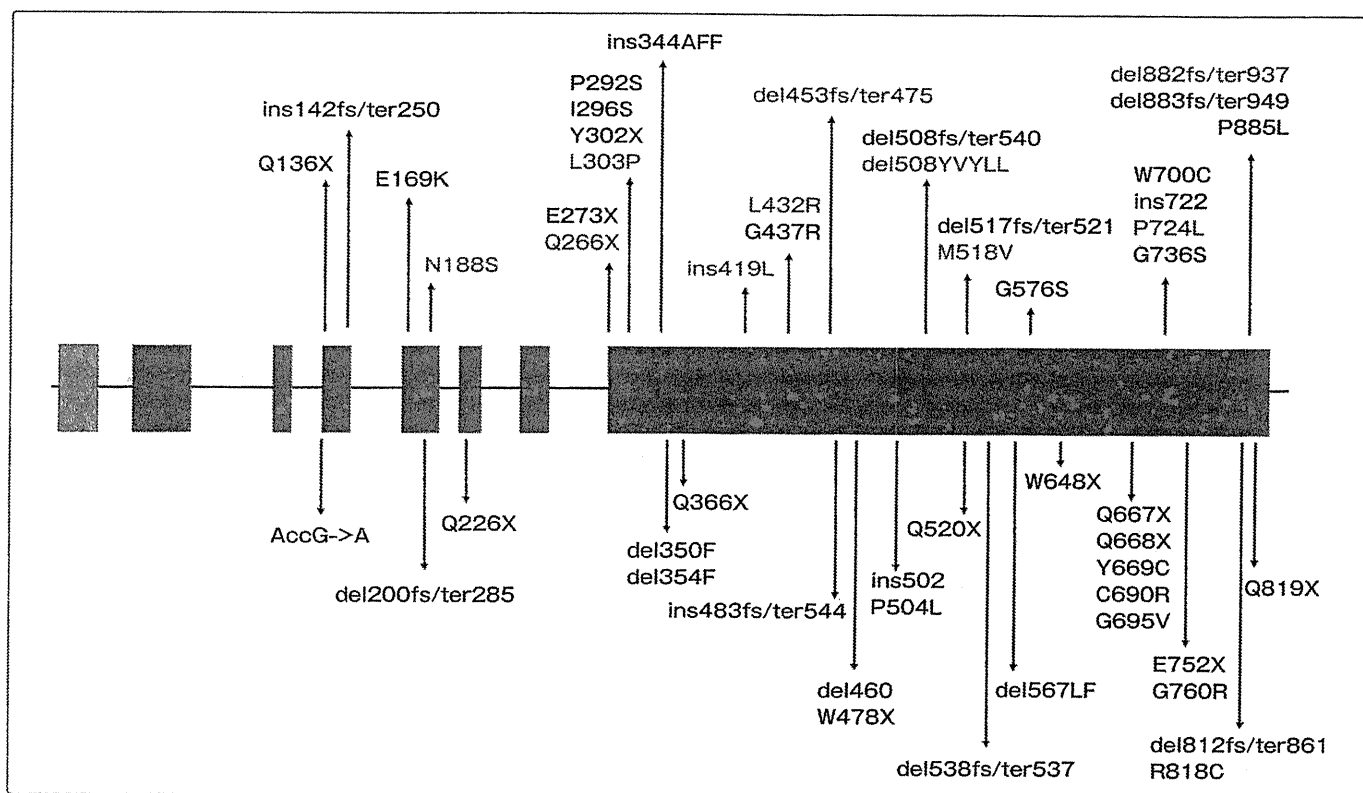 ins344AFF
P292S
I296S
Y302X
L303P
del882fs/ter937
del883fs/ter949
P885L
ins142fs/ter250
del453fs/ter475
del508fs/ter540
del508YVYLL
Q136X
E169K
W700C
ins722
P724L
G736S
E273X
Q266X
L432R
G437R
del517fs/ter521
M518V
N188S
ins419L
G576S
AccG->A
del200fs/ter285
Q226X
Q366X
del350F
del354F
ins483fs/ter544
del460
W478X
ins502
P504L
Q520X
del538fs/ter537
del567LF
W648X
Q667X
Q668X
Y669C
C690R
G695V
E752X
G760R
Q819X
del812fs/ter861
R818C